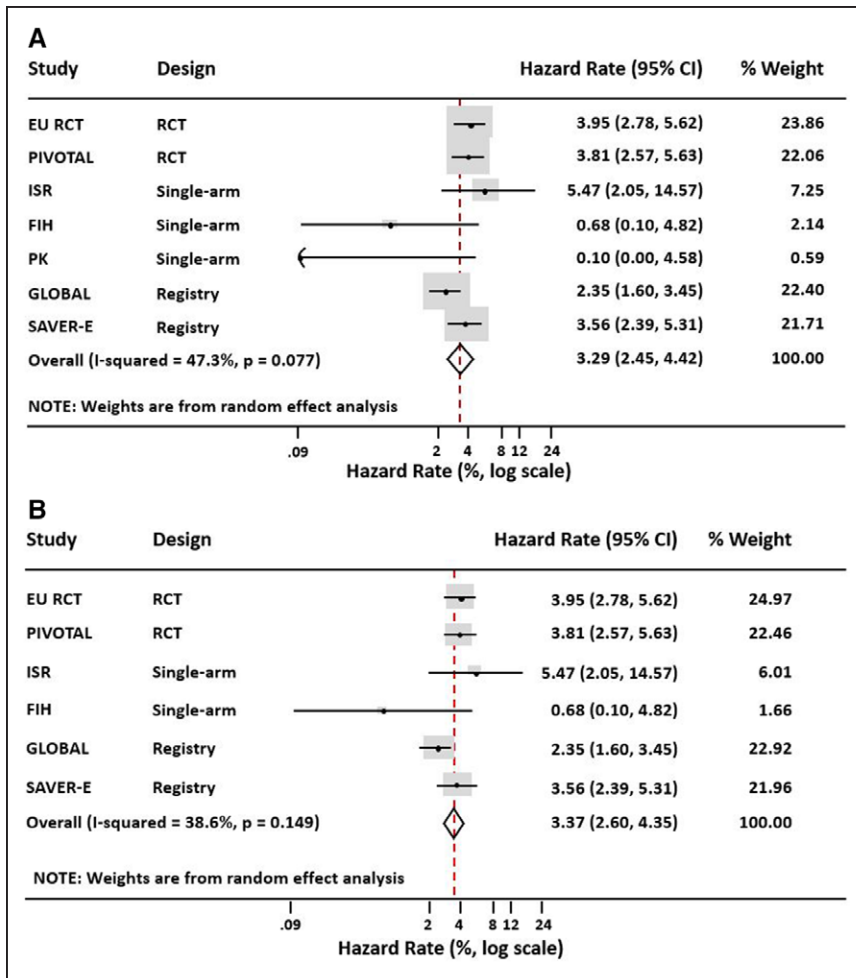 A
Study Design Hazard Rate (95% CI) % Weight
EU RCT RCT 3.95 (2.78, 5.62) 23.86
PIVOTAL RCT 3.81 (2.57, 5.63) 22.06
ISR Single-arm 5.47 (2.05, 14.57) 7.25
FIH Single-arm 0.68 (0.10, 4.82) 2.14
PK Single-arm 0.10 (0.00, 4.58) 0.59
GLOBAL Registry 2.35 (1.60, 3.45) 22.40
SAVER-E Registry 3.56 (2.39, 5.31) 21.71
Overall (I-squared = 47.3%, p = 0.077) 3.29 (2.45, 4.42) 100.00
NOTE: Weights are from random effect analysis
.09 2 4 8 12 24
Hazard Rate (%, log scale)
B
Study Design Hazard Rate (95% CI) % Weight
EU RCT RCT 3.95 (2.78, 5.62) 24.97
PIVOTAL RCT 3.81 (2.57, 5.63) 22.46
ISR Single-arm 5.47 (2.05, 14.57) 6.01
FIH Single-arm 0.68 (0.10, 4.82) 1.66
GLOBAL Registry 2.35 (1.60, 3.45) 22.92
SAVER-E Registry 3.56 (2.39, 5.31) 21.96
Overall (I-squared = 38.6%, p = 0.149) 3.37 (2.60, 4.35) 100.00
NOTE: Weights are from random effect analysis
.09 2 4 8 12 24
Hazard Rate (%, log scale)